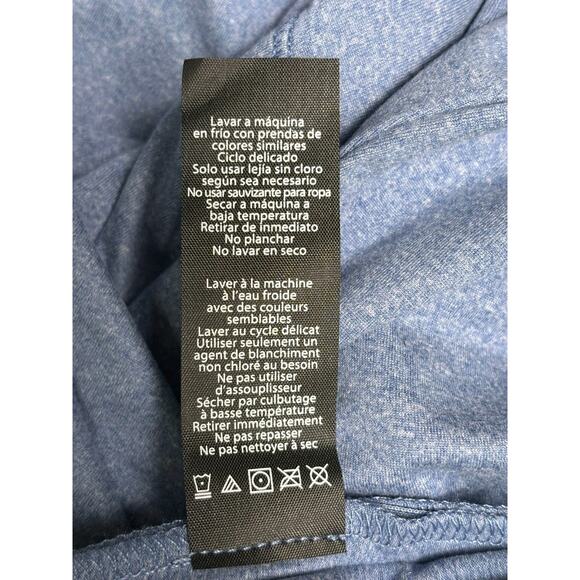 Lavar a máquina
en frío con prendas de
colores similares
Ciclo delicado
Solo usar lejía sin cloro
según sea necesario
No usar sauvizante para ropa
Secar a máquina a
baja temperatura
Retirar de inmediato
No planchar
No lavar en seco
Laver à la machine
à l'eau froide
avec des couleurs
semblables
Laver au cycle délicat
Utiliser seulement un
agent de blanchiment
non chloré au besoin
Ne pas utiliser
d'assouplisseur
Sécher par culbutage
à basse température
Retirer immédiatement
Ne pas repasser
Ne pas nettoyer à sec